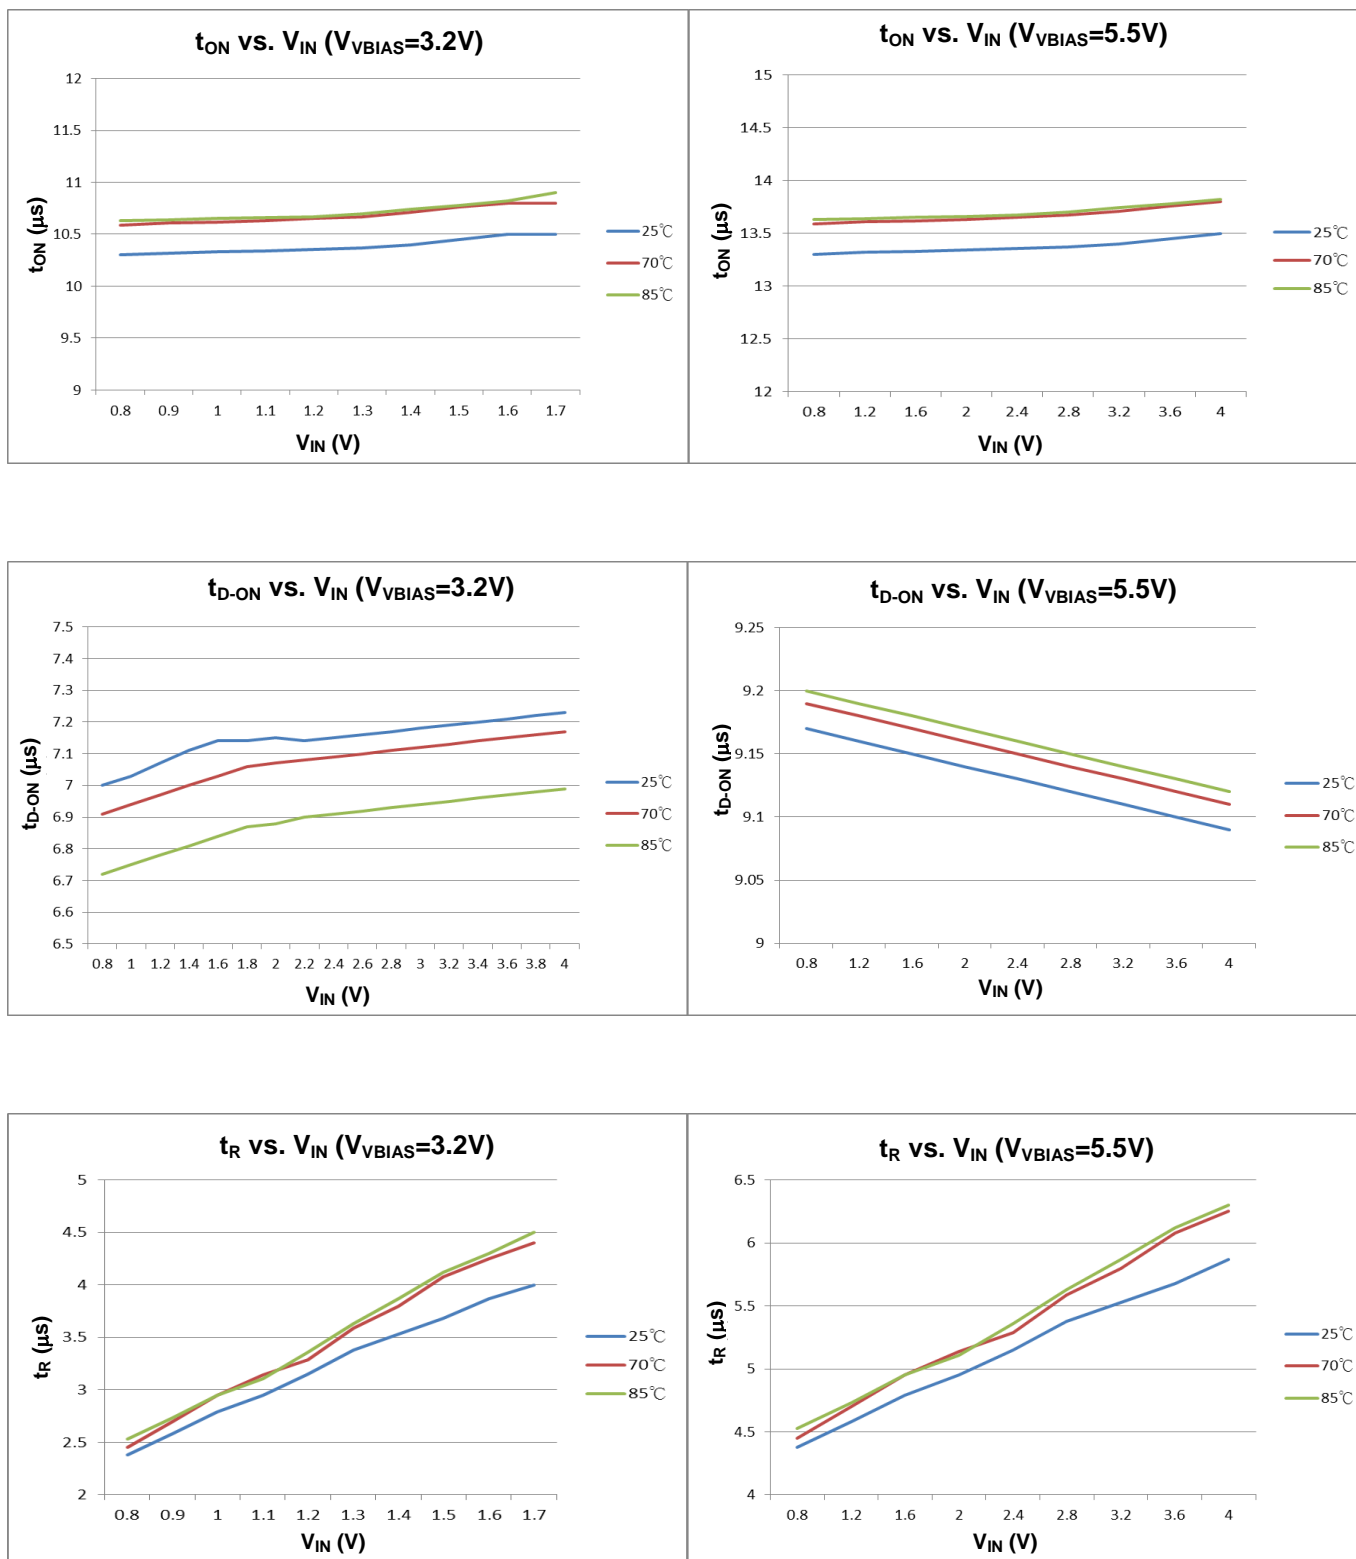 tON vs. VIN (VVBIAS=3.2V)
12
11.5
11
10.5
10
9.5
9
tON (µs)
0.8 0.9 1 1.1 1.2 1.3 1.4 1.5 1.6 1.7
VIN (V)
25℃
70℃
85℃
tON vs. VIN (VVBIAS=5.5V)
15
14.5
14
13.5
13
12.5
12
tON (µs)
0.8 1.2 1.6 2 2.4 2.8 3.2 3.6 4
VIN (V)
25℃
70℃
85℃
tD-ON vs. VIN (VVBIAS=3.2V)
7.5
7.4
7.3
7.2
7.1
7
6.9
6.8
6.7
6.6
6.5
tD-ON (µs)
0.8 1 1.2 1.4 1.6 1.8 2 2.2 2.4 2.6 2.8 3 3.2 3.4 3.6 3.8 4
VIN (V)
25℃
70℃
85℃
tD-ON vs. VIN (VVBIAS=5.5V)
9.25
9.2
9.15
9.1
9.05
9
tD-ON (µs)
0.8 1.2 1.6 2 2.4 2.8 3.2 3.6 4
VIN (V)
25℃
70℃
85℃
tR vs. VIN (VVBIAS=3.2V)
5
4.5
4
3.5
3
2.5
2
tR (µs)
0.8 0.9 1 1.1 1.2 1.3 1.4 1.5 1.6 1.7
VIN (V)
25℃
70℃
85℃
tR vs. VIN (VVBIAS=5.5V)
6.5
6
5.5
5
4.5
4
tR (µs)
0.8 1.2 1.6 2 2.4 2.8 3.2 3.6 4
VIN (V)
25℃
70℃
85℃